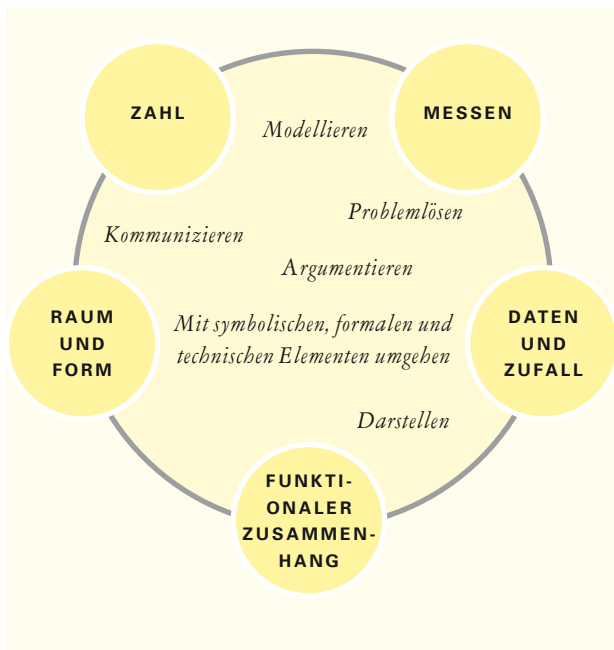 ZAHL
MESSEN
Modellieren
Problemlösen
Kommunizieren
Argumentieren
RAUM
UND
FORM
Mit symbolischen, formalen und
technischen Elementen umgehen
DATEN
UND
ZUFALL
Darstellen
FUNKTI-
ONALER
ZUSAMMEN-
HANG